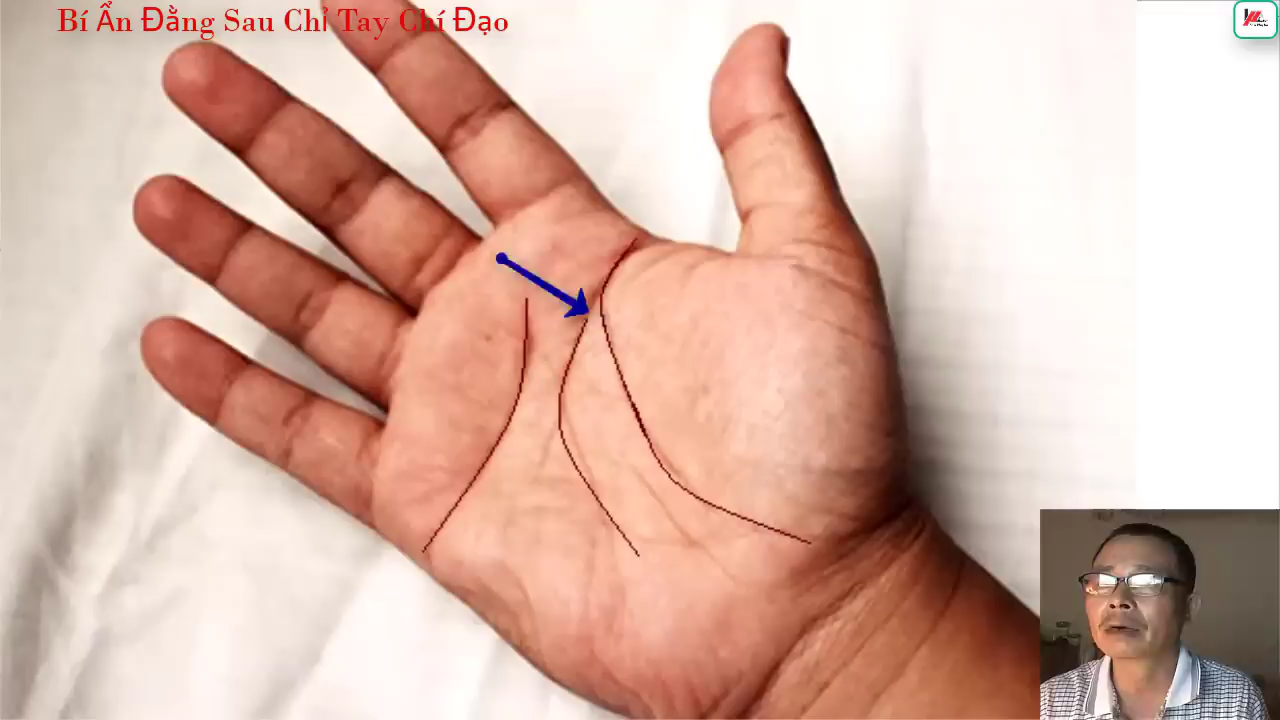 Bí Ẩn Đằng Sau Chỉ Tay Chí Đạo